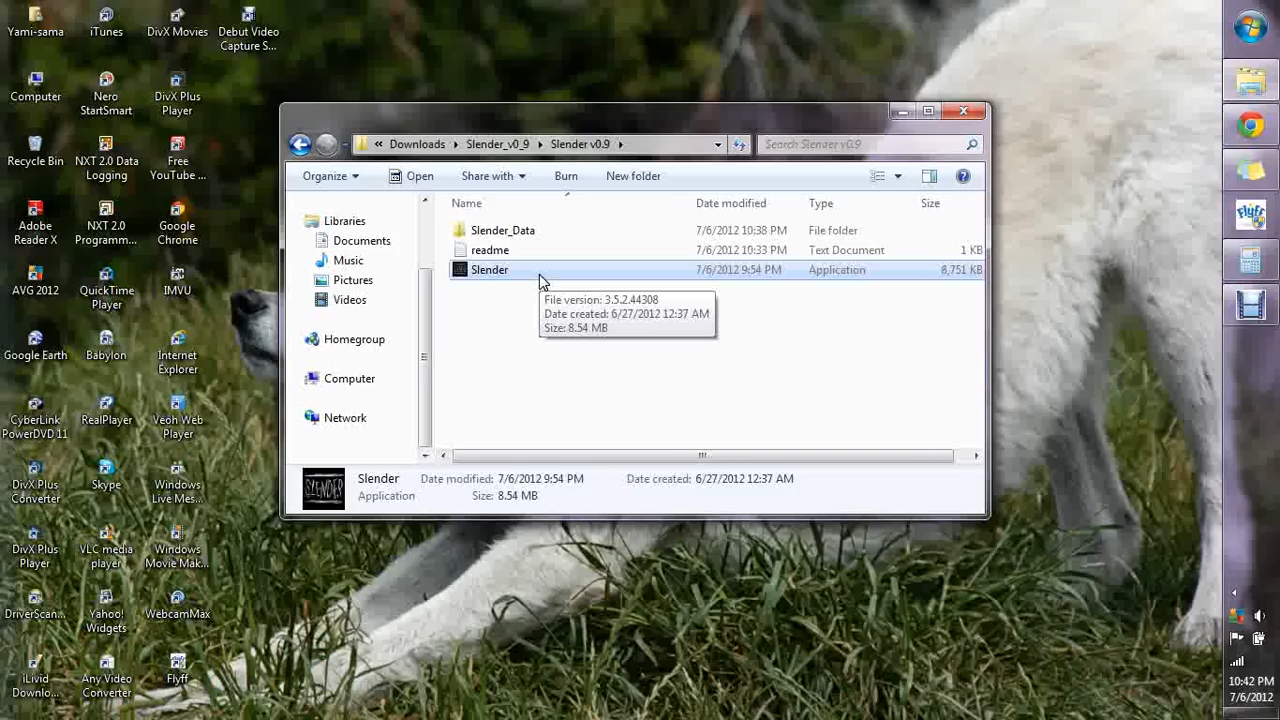 Yami-sama
iTunes
DivX Movies
Debut Video
Capture S...
Computer
Nero
StartSmart
DivX Plus
Player
Recycle Bin
NXT 2.0 Data
Logging
Free
YouTube ...
Adobe
Reader X
NXT 2.0
Programm...
Google
Chrome
AVG 2012
QuickTime
Player
IMVU
Google Earth
Babylon
Internet
Explorer
CyberLink
PowerDVD 11
RealPlayer
Veoh Web
Player
DivX Plus
Converter
Skype
Windows
Live Mes...
DivX Plus
Player
VLC media
player
Windows
Movie Mak...
DriverScan...
Yahoo!
Widgets
WebcamMax
iLivid
Downlo...
Any Video
Converter
Flyff
« Downloads Slender_v0_9 Slender v0.9
Search Slender v0.9
Organize Open Share with Burn New folder
Name Date modified Type Size
Libraries
Documents
Music
Pictures
Videos
Homegroup
Computer
Network
Slender_Data 7/6/2012 10:38 PM File folder
readme 7/6/2012 10:33 PM Text Document 1 KB
Slender 7/6/2012 9:54 PM Application 8,751 KB
File version: 3.5.2.44308
Date created: 6/27/2012 12:37 AM
Size: 8.54 MB
SLENDER
Slender Date modified: 7/6/2012 9:54 PM Date created: 6/27/2012 12:37 AM
Application Size: 8.54 MB
Flyff
10:42 PM
7/6/2012